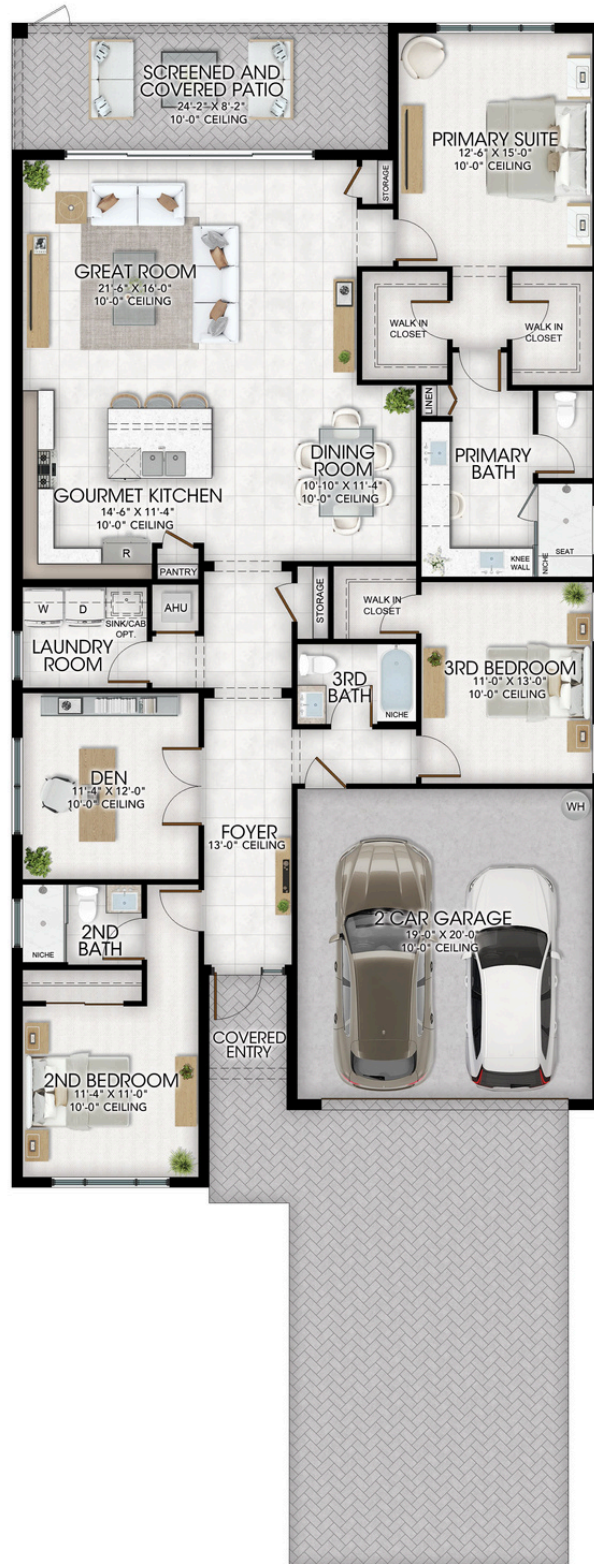 SCREENED AND
COVERED PATIO
24'-2" X 8'-2"
10'-0" CEILING
PRIMARY SUITE
12'-6" X 15'-0"
10'-0" CEILING
STORAGE
GREAT ROOM
21'-6" X 16'-0"
10'-0" CEILING
WALK IN
CLOSET
WALK IN
CLOSET
LINEN
PRIMARY
BATH
DINING
ROOM
10'-10" X 11'-4"
10'-0" CEILING
GOURMET KITCHEN
14'-6" X 11'-4"
10'-0" CEILING
R
PANTRY
KNEE
WALL
NICHE
SEAT
W
D
SINK/CAB
OPT.
AHU
LAUNDRY
ROOM
STORAGE
WALK IN
CLOSET
3RD
BATH
NICHE
3RD BEDROOM
11'-0" X 13'-0"
10'-0" CEILING
DEN
11'-4" X 12'-0"
10'-0" CEILING
FOYER
13'-0" CEILING
WH
2 CAR GARAGE
19'-0" X 20'-0"
10'-0" CEILING
NICHE
2ND
BATH
COVERED
ENTRY
2ND BEDROOM
11'-4" X 11'-0"
10'-0" CEILING